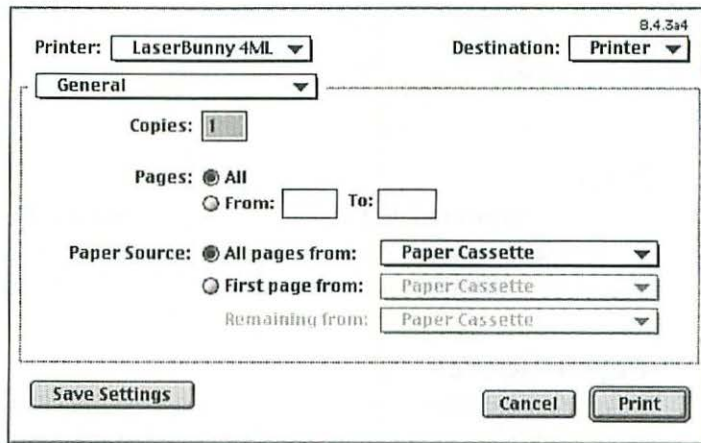 8.4.3a4
Printer: LaserBunny 4ML Destination: Printer
General
Copies: 1
Pages: All
From: To:
Paper Source: All pages from: Paper Cassette
First page from: Paper Cassette
Remaining from: Paper Cassette
Save Settings Cancel Print